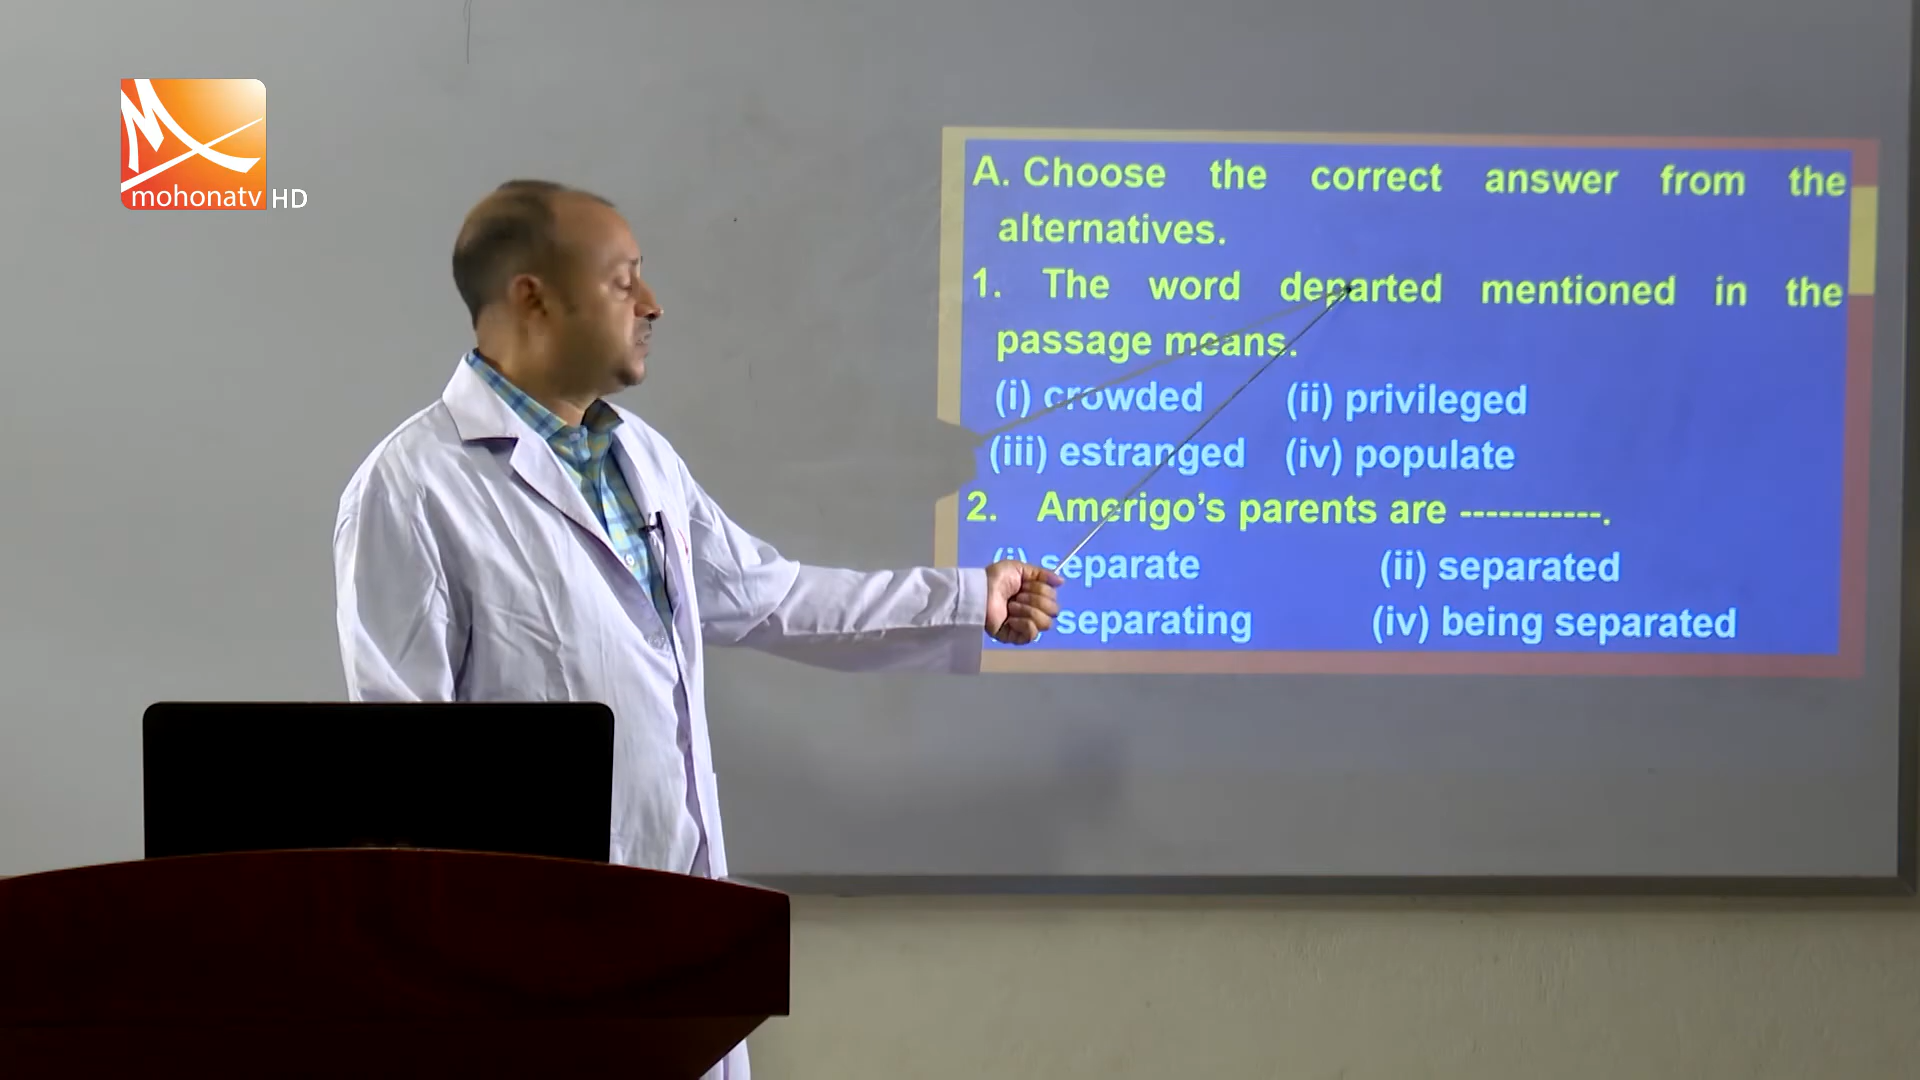 mohonatv HD
A. Choose the correct answer from the
alternatives.
1. The word departed mentioned in the
passage means.
(i) crowded (ii) privileged
(iii) estranged (iv) populate
2. Amerigo's parents are -----------.
(i) separate (ii) separated
separating (iv) being separated